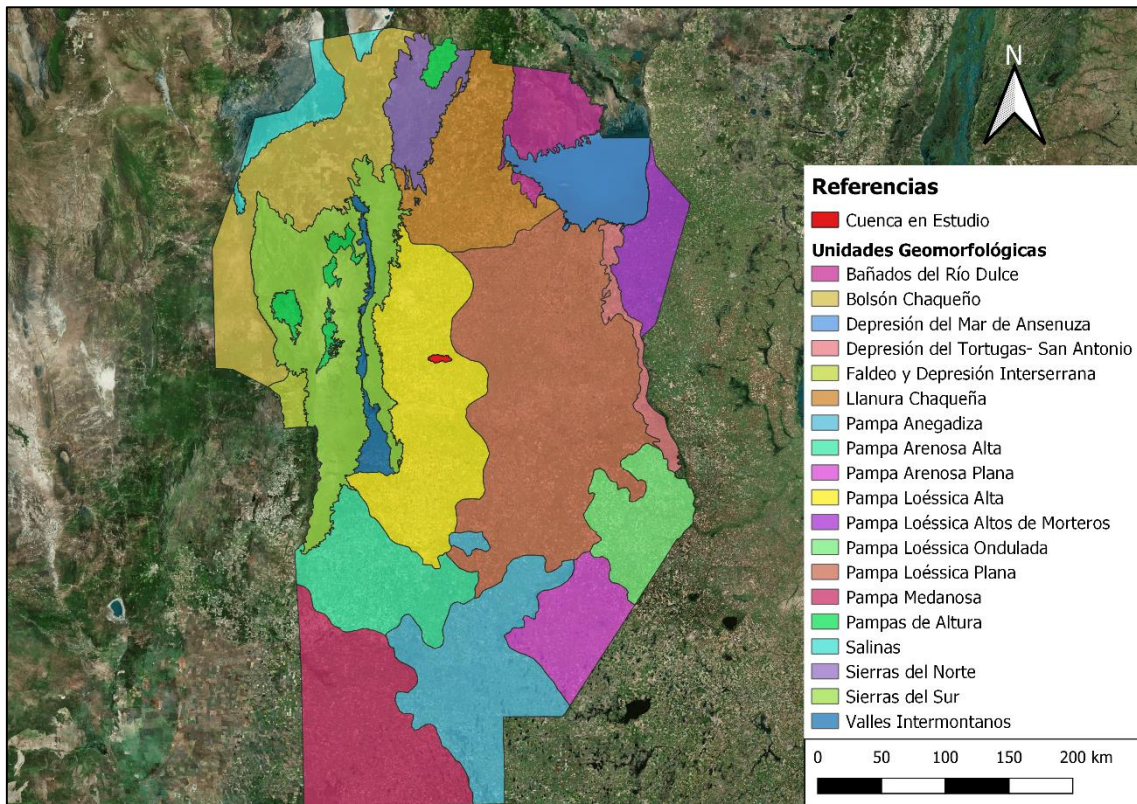 N
Referencias
Cuenca en Estudio
Unidades Geomorfológicas
Bañados del Río Dulce
Bolsón Chaqueño
Depresión del Mar de Ansenuza
Depresión del Tortugas- San Antonio
Faldeo y Depresión Interserrana
Llanura Chaqueña
Pampa Anegadiza
Pampa Arenosa Alta
Pampa Arenosa Plana
Pampa Loéssica Alta
Pampa Loéssica Altos de Morteros
Pampa Loéssica Ondulada
Pampa Loéssica Plana
Pampa Medanosa
Pampas de Altura
Salinas
Sierras del Norte
Sierras del Sur
Valles Intermontanos
0 50 100 150 200 km